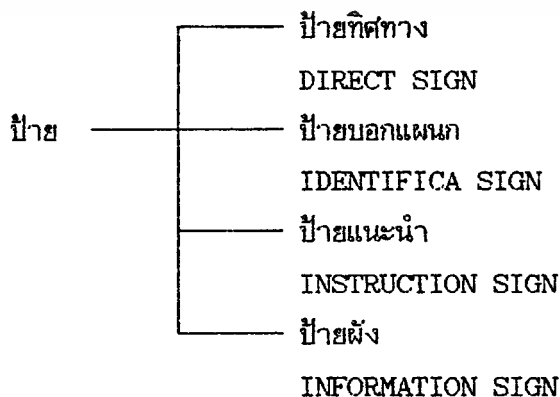 ป้ายทิศทาง
DIRECT SIGN
ป้าย
ป้ายบอกแผนก
IDENTIFICA SIGN
ป้ายแนะนำ
INSTRUCTION SIGN
ป้ายผัง
INFORMATION SIGN